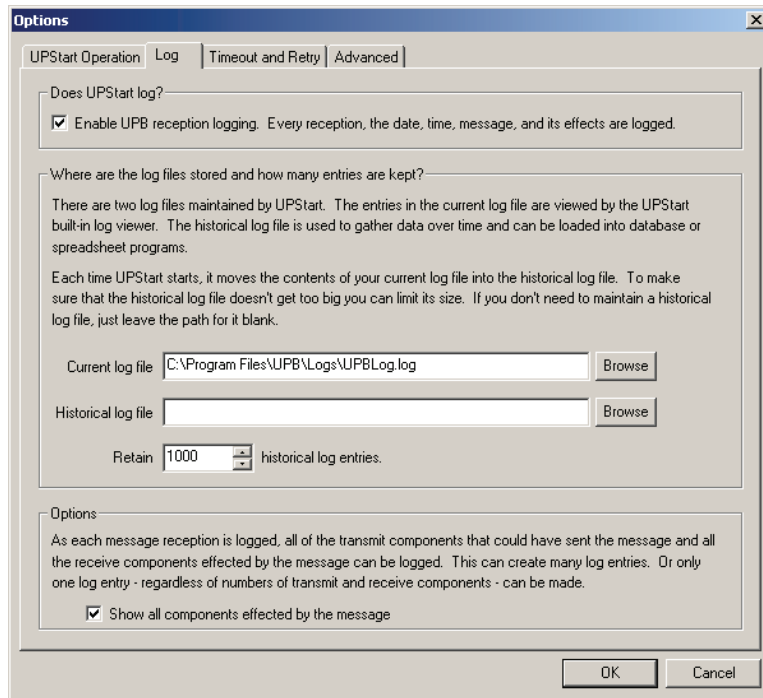 Options
UPStart Operation Log Timeout and Retry Advanced
Does UPStart log?
Enable UPB reception logging. Every reception, the date, time, message, and its effects are logged.
Where are the log files stored and how many entries are kept?
There are two log files maintained by UPStart. The entries in the current log file are viewed by the UPStart
built-in log viewer. The historical log file is used to gather data over time and can be loaded into database or
spreadsheet programs.
Each time UPStart starts, it moves the contents of your current log file into the historical log file. To make
sure that the historical log file doesn't get too big you can limit its size. If you don't need to maintain a historical
log file, just leave the path for it blank.
Current log file C:\Program Files\UPB\Logs\UPBLog.log Browse
Historical log file Browse
Retain 1000 historical log entries.
Options
As each message reception is logged, all of the transmit components that could have sent the message and all
the receive components effected by the message can be logged. This can create many log entries. Or only
one log entry - regardless of numbers of transmit and receive components - can be made.
Show all components effected by the message
OK Cancel